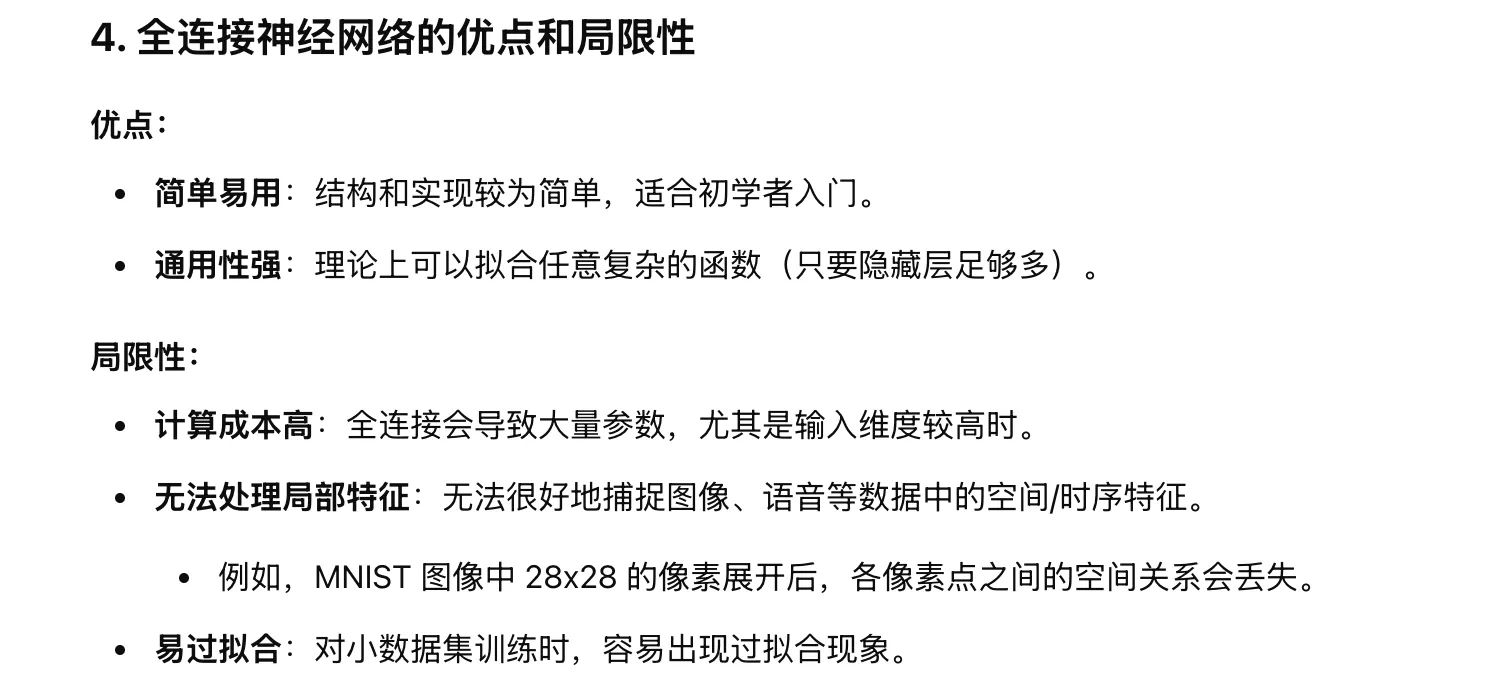 4. 全连接神经网络的优点和局限性
优点：
• 简单易用：结构和实现较为简单，适合初学者入门。
• 通用性强：理论上可以拟合任意复杂的函数（只要隐藏层足够多）。
局限性：
• 计算成本高：全连接会导致大量参数，尤其是输入维度较高时。
• 无法处理局部特征：无法很好地捕捉图像、语音等数据中的空间/时序特征。
• 例如，MNIST 图像中 28x28 的像素展开后，各像素点之间的空间关系会丢失。
• 易过拟合：对小数据集训练时，容易出现过拟合现象。